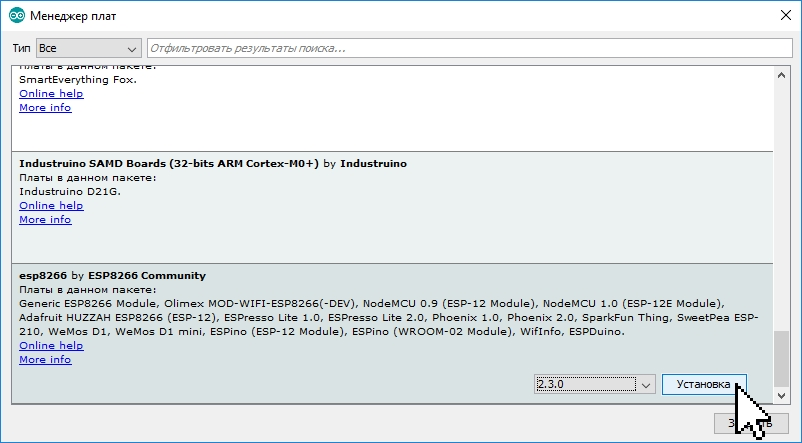 Менеджер плат
Тип Все Отфильтровать результаты поиска...
Платы в данном пакете:
SmartEverything Fox.
Online help
More info
Industruino SAMD Boards (32-bits ARM Cortex-M0+) by Industruino
Платы в данном пакете:
Industruino D21G.
Online help
More info
esp8266 by ESP8266 Community
Платы в данном пакете:
Generic ESP8266 Module, Olimex MOD-WIFI-ESP8266(-DEV), NodeMCU 0.9 (ESP-12 Module), NodeMCU 1.0 (ESP-12E Module),
Adafruit HUZZAH ESP8266 (ESP-12), ESPresso Lite 1.0, ESPresso Lite 2.0, Phoenix 1.0, Phoenix 2.0, SparkFun Thing, SweetPea ESP-
210, WeMos D1, WeMos D1 mini, ESPino (ESP-12 Module), ESPino (WROOM-02 Module), WifInfo, ESPDuino.
Online help
More info
2.3.0 Установка